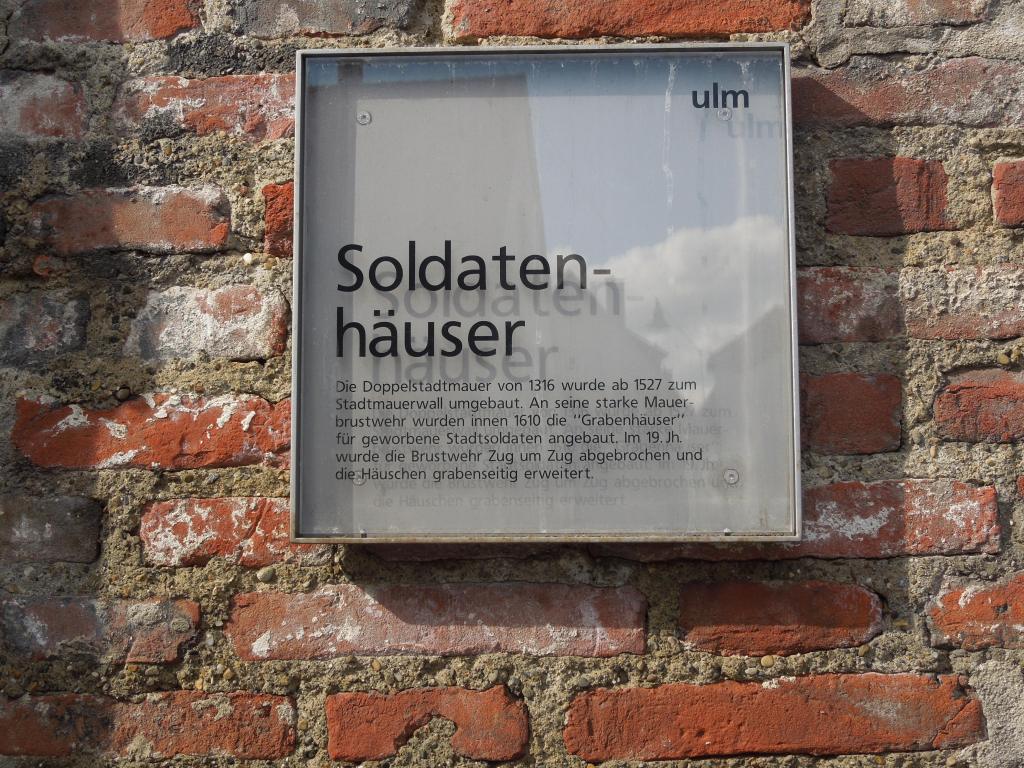 ulm
Soldaten-
häuser
Die Doppelstadtmauer von 1316 wurde ab 1527 zum
Stadtmauerwall umgebaut. An seine starke Mauer-
brustwehr wurden innen 1610 die "Grabenhäuser"
für geworbene Stadtsoldaten angebaut. Im 19. Jh.
wurde die Brustwehr Zug um Zug abgebrochen und
die Häuschen grabenseitig erweitert.